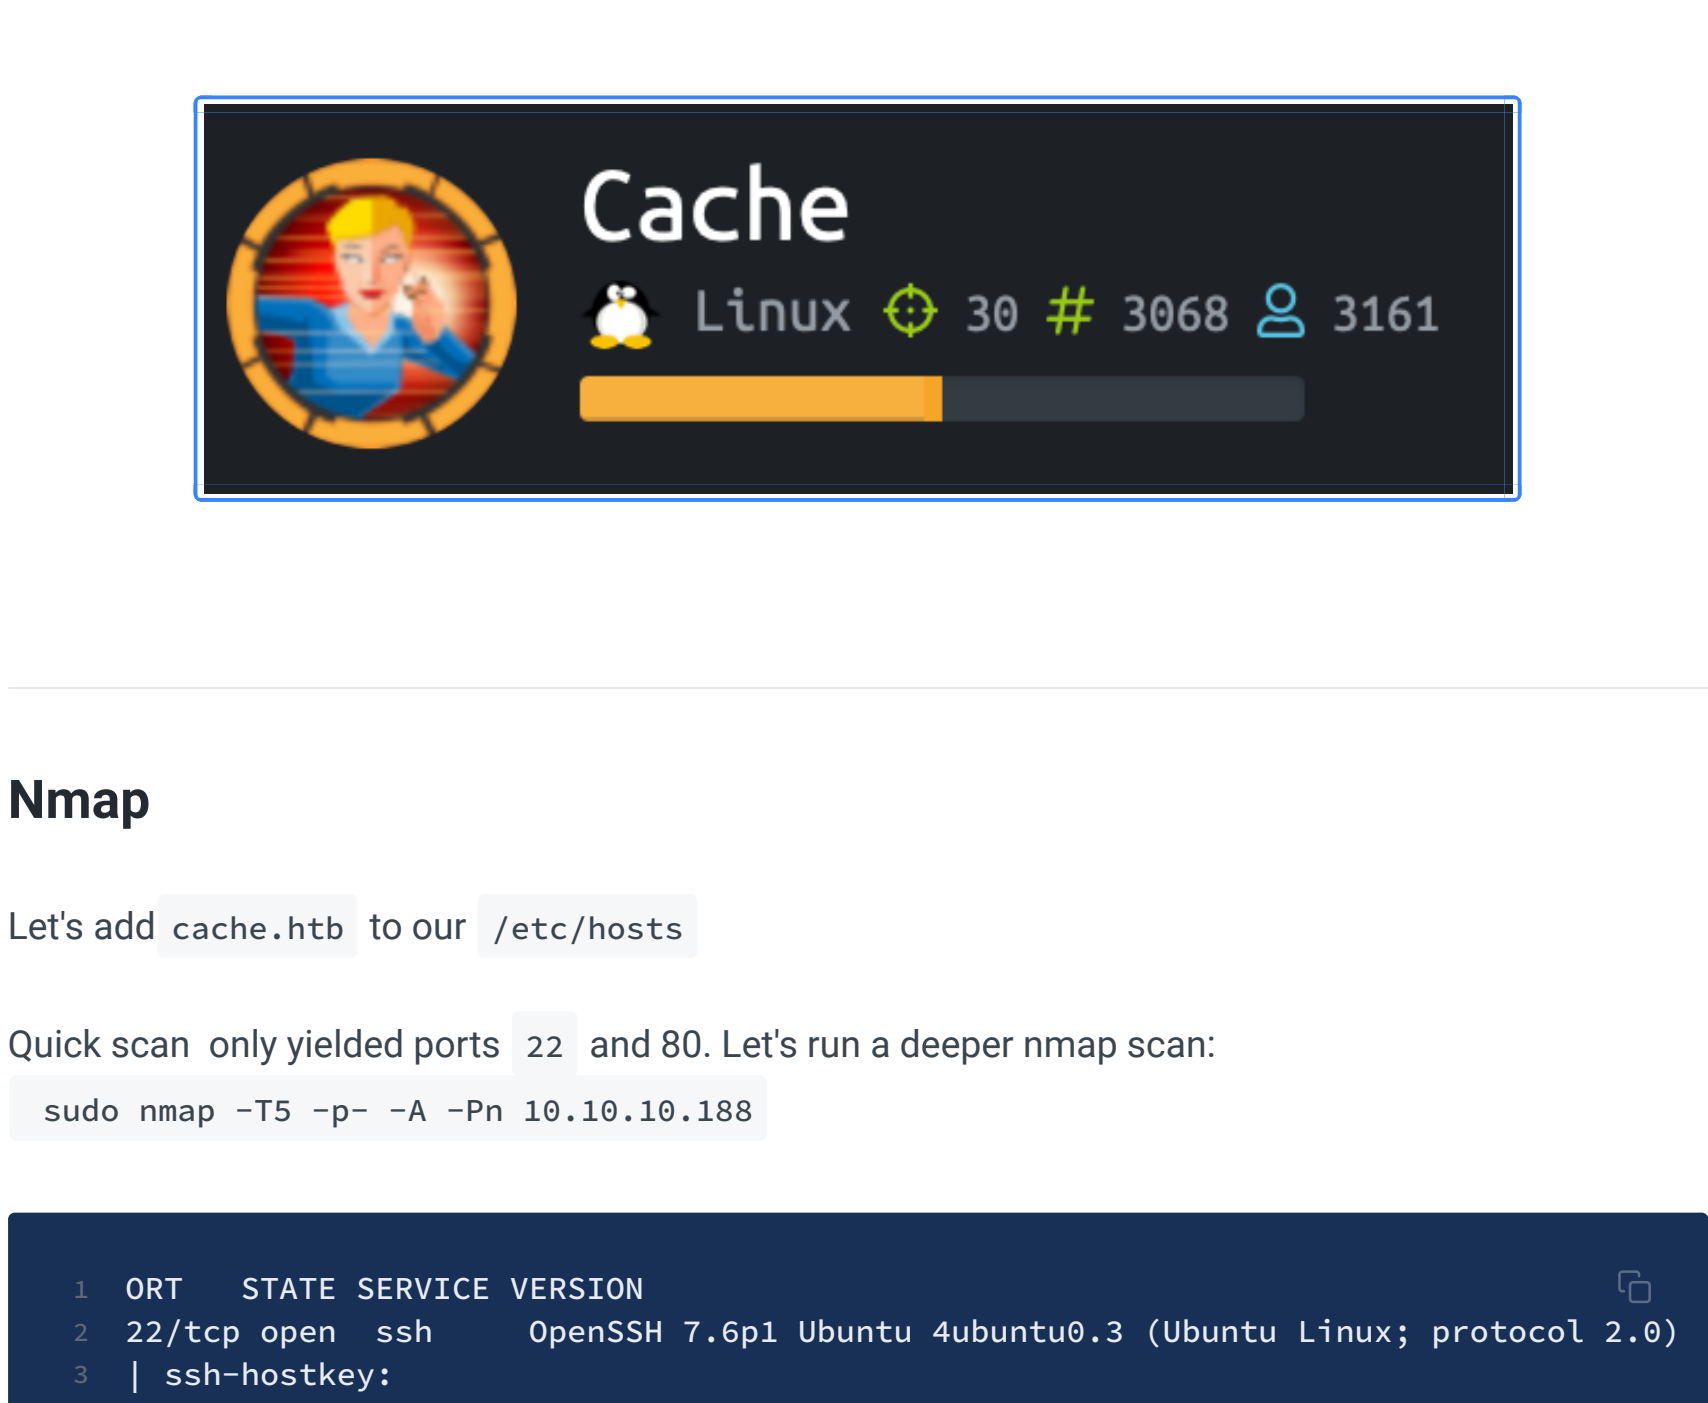 Cache
Linux 30 # 3068 3161
Nmap
Let's add cache.htb to our /etc/hosts
Quick scan only yielded ports 22 and 80. Let's run a deeper nmap scan:
sudo nmap -T5 -p- -A -Pn 10.10.10.188
1 ORT   STATE SERVICE VERSION
2 22/tcp open  ssh     OpenSSH 7.6p1 Ubuntu 4ubuntu0.3 (Ubuntu Linux; protocol 2.0)
3 | ssh-hostkey: